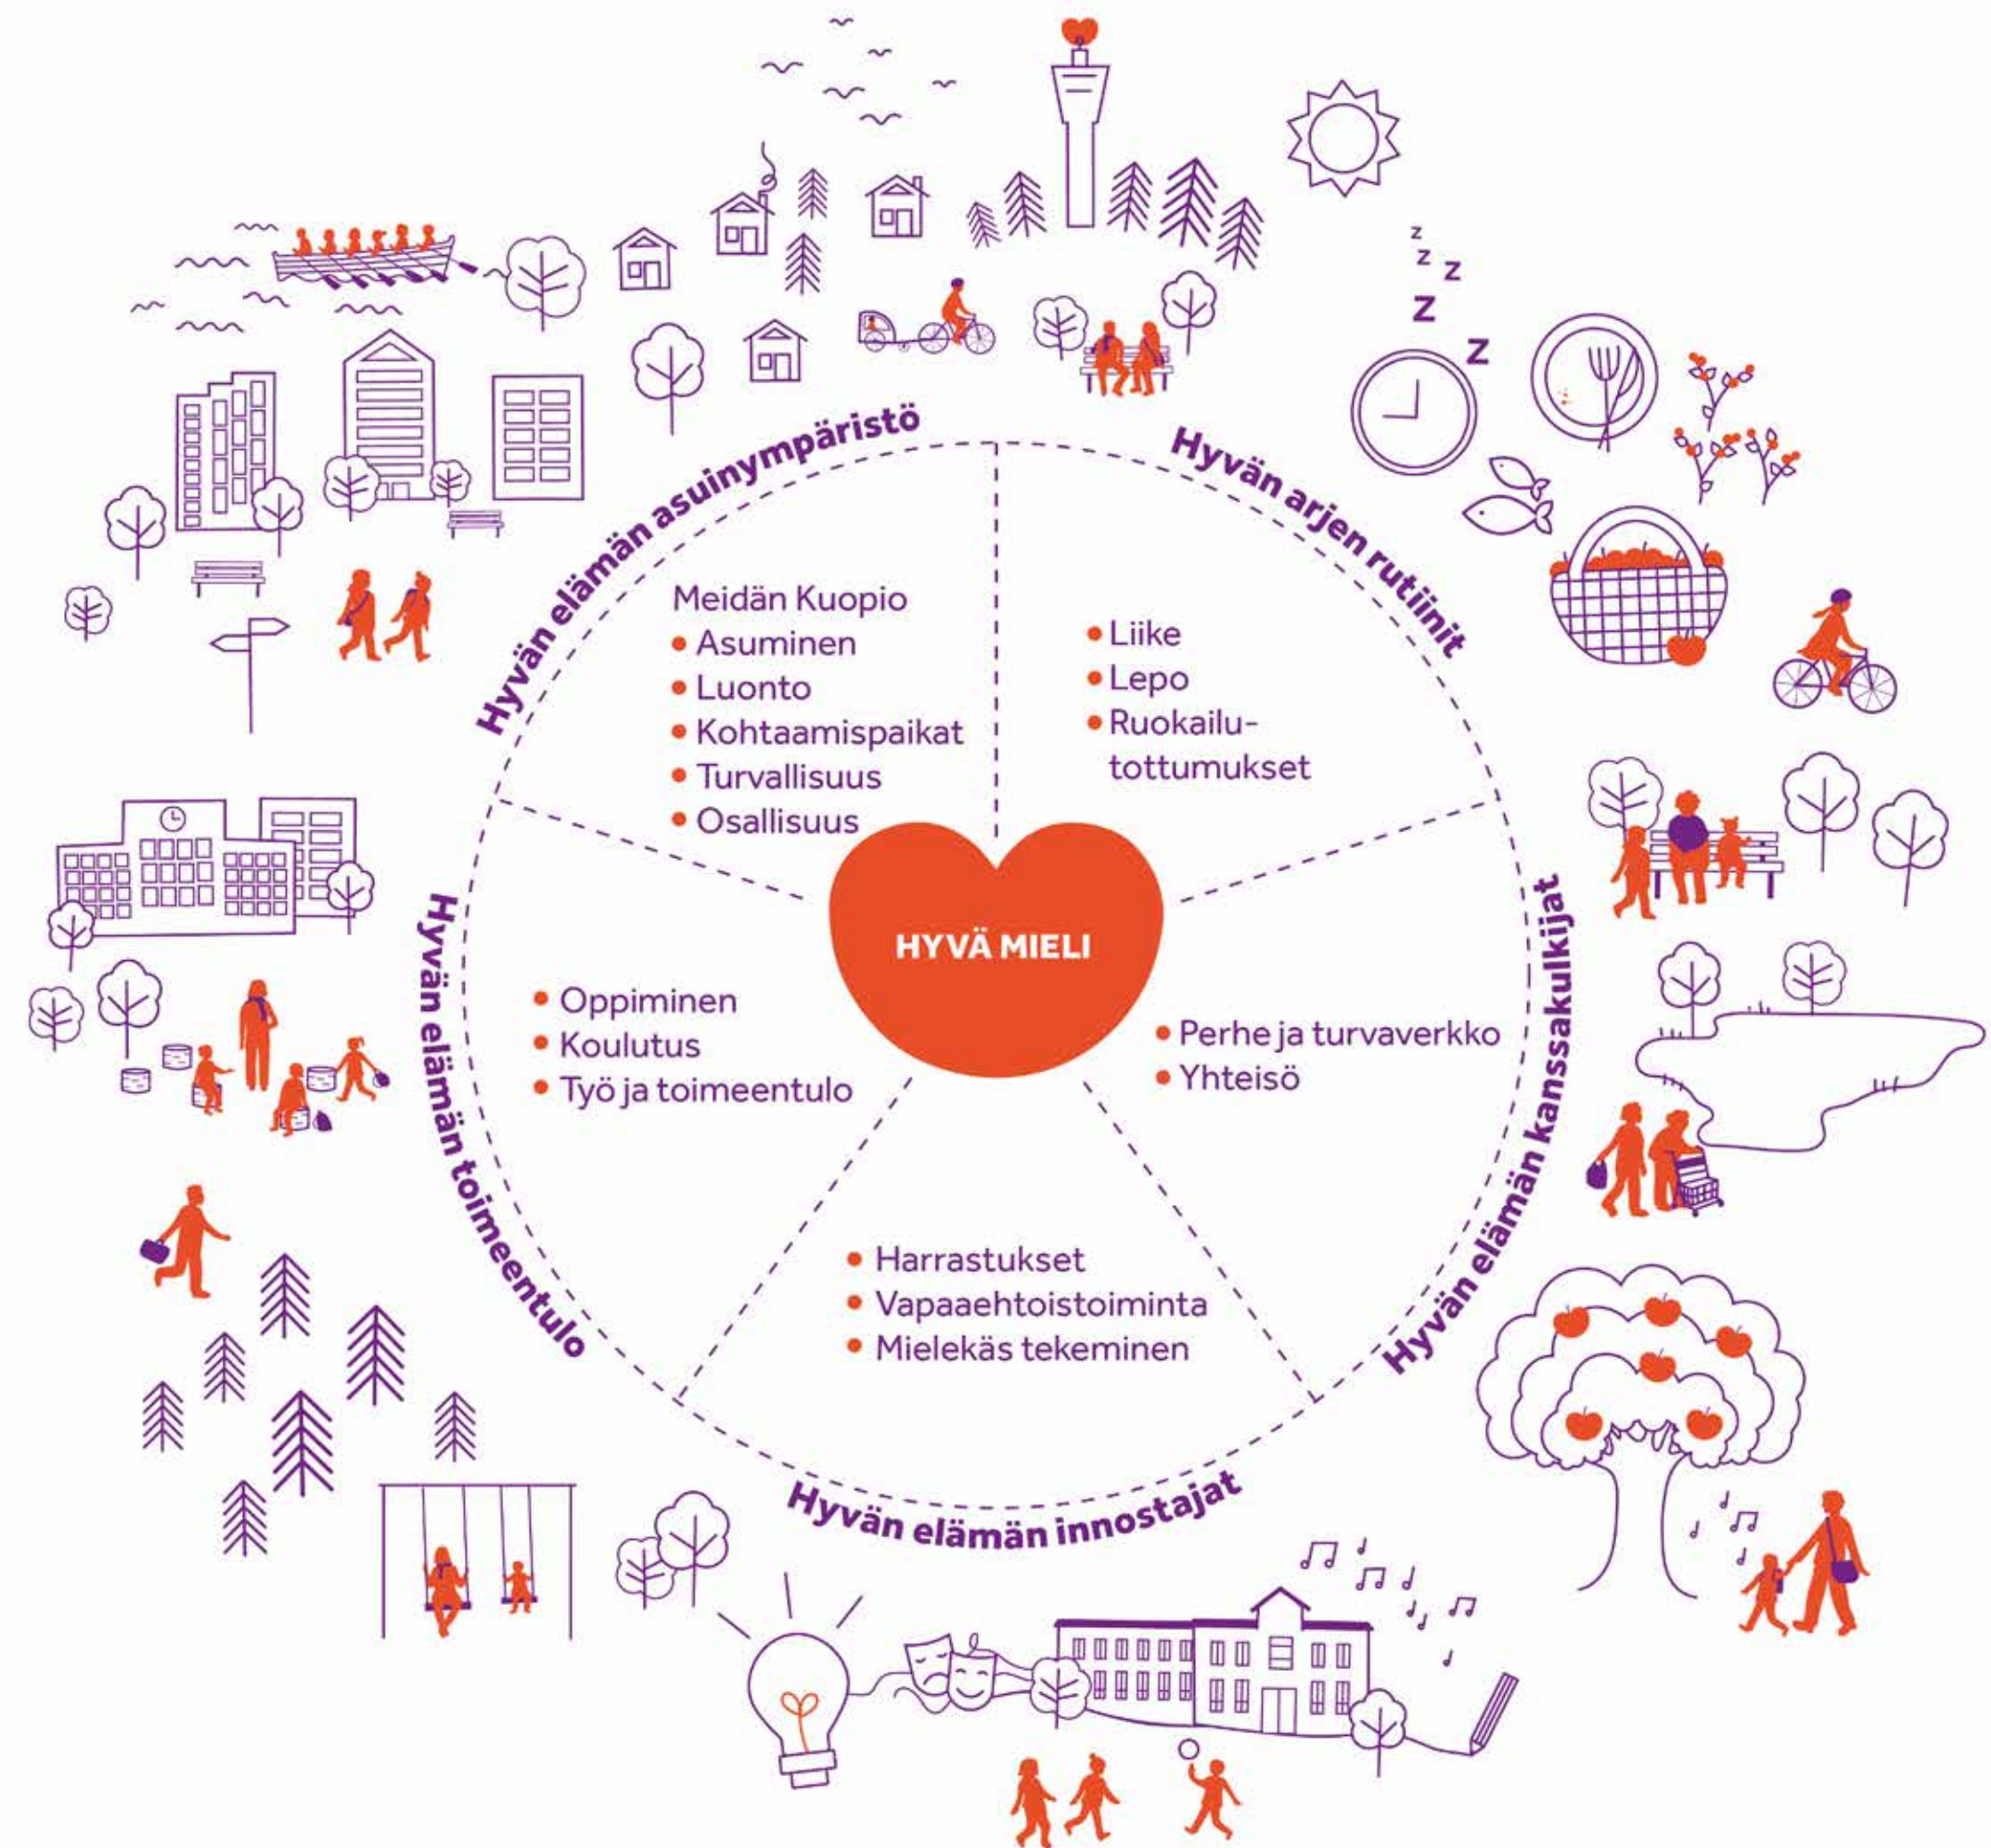 Hyvän elämän asuinympäristö
Meidän Kuopio
• Asuminen
• Luonto
• Kohtaamispaikat
• Turvallisuus
• Osallisuus
z
z z
Z
Z
Hyvän arjen rutiinit
• Liike
• Lepo
• Ruokailu-
tottumukset
HYVÄ MIELI
Hyvän elämän kanssakulkijat
• Perhe ja turvaverkko
• Yhteisö
Hyvän elämän innostajat
• Harrastukset
• Vapaaehtoistoiminta
• Mielekäs tekeminen
Hyvän elämän toimeentulo
• Oppiminen
• Koulutus
• Työ ja toimeentulo